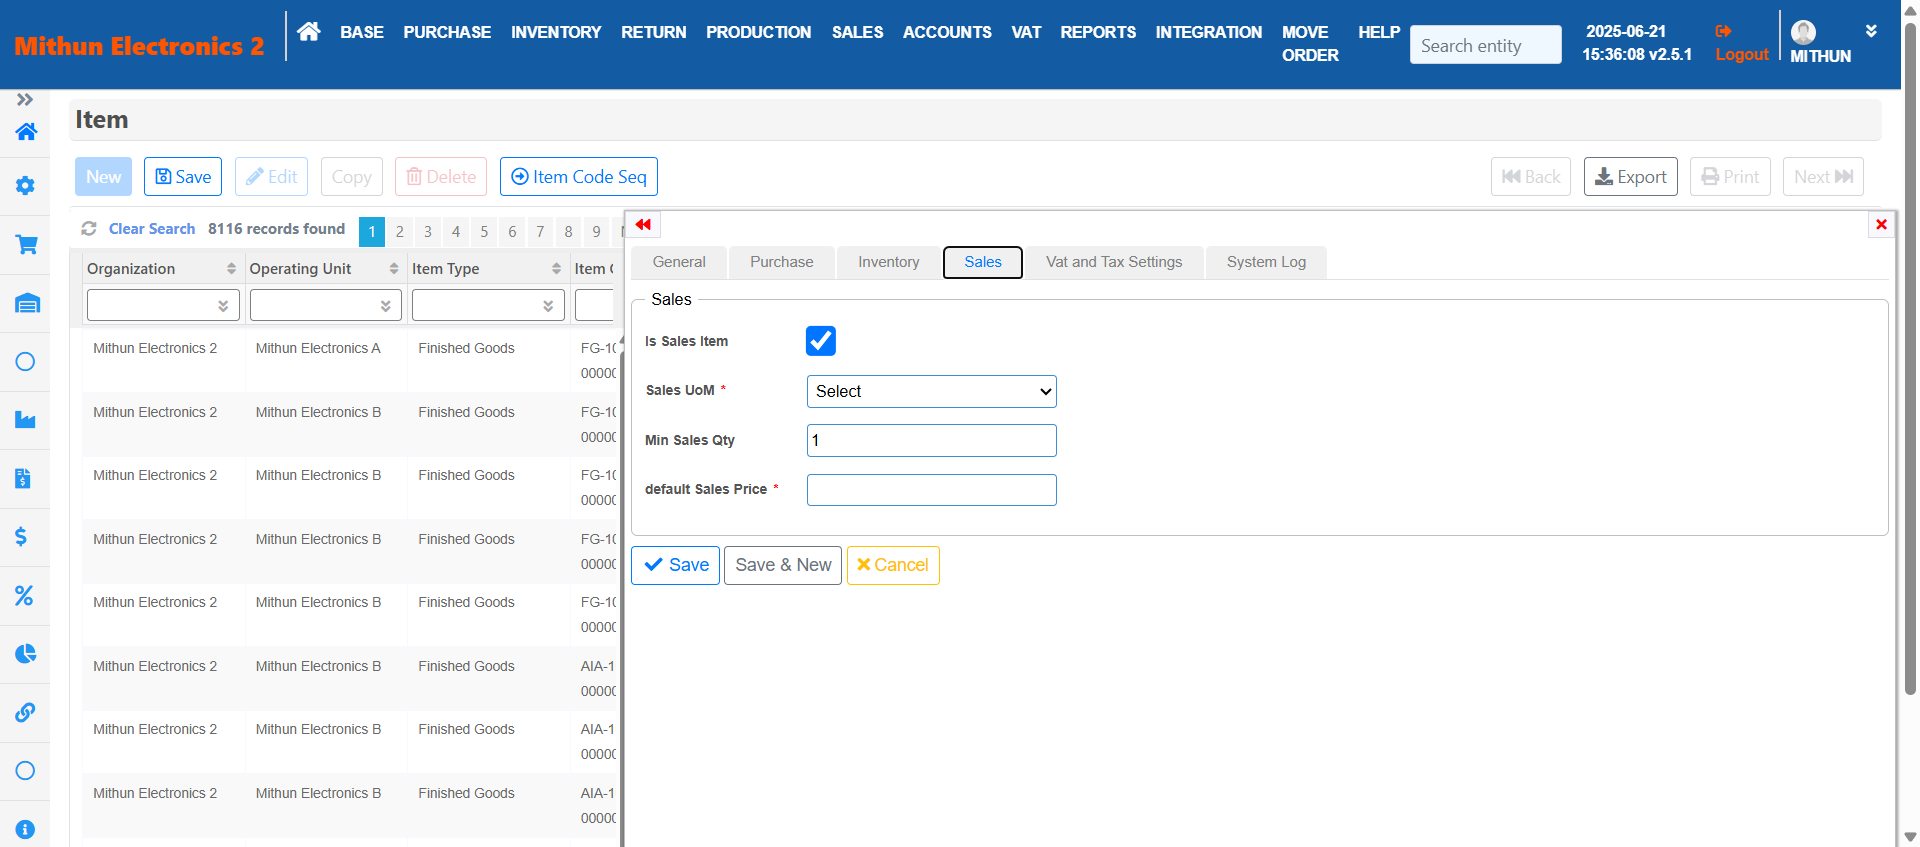 Mithun Electronics 2
BASE PURCHASE INVENTORY RETURN PRODUCTION SALES ACCOUNTS VAT REPORTS INTEGRATION MOVE ORDER HELP
Search entity
2025-06-21
15:36:08 v2.5.1
Logout
MITHUN
Item
New Save Edit Copy Delete Item Code Seq Back Export Print Next
Clear Search 8116 records found 1 2 3 4 5 6 7 8 9
Organization Operating Unit Item Type Item
Mithun Electronics 2 Mithun Electronics A Finished Goods FG-10
0000
Mithun Electronics 2 Mithun Electronics B Finished Goods FG-10
0000
Mithun Electronics 2 Mithun Electronics B Finished Goods FG-10
0000
Mithun Electronics 2 Mithun Electronics B Finished Goods FG-10
0000
Mithun Electronics 2 Mithun Electronics B Finished Goods FG-10
0000
Mithun Electronics 2 Mithun Electronics B Finished Goods AIA-1
0000
Mithun Electronics 2 Mithun Electronics B Finished Goods AIA-1
0000
Mithun Electronics 2 Mithun Electronics B Finished Goods AIA-1
0000
General Purchase Inventory Sales Vat and Tax Settings System Log
Sales
Is Sales Item
Sales UoM * Select
Min Sales Qty 1
default Sales Price *
Save Save & New Cancel